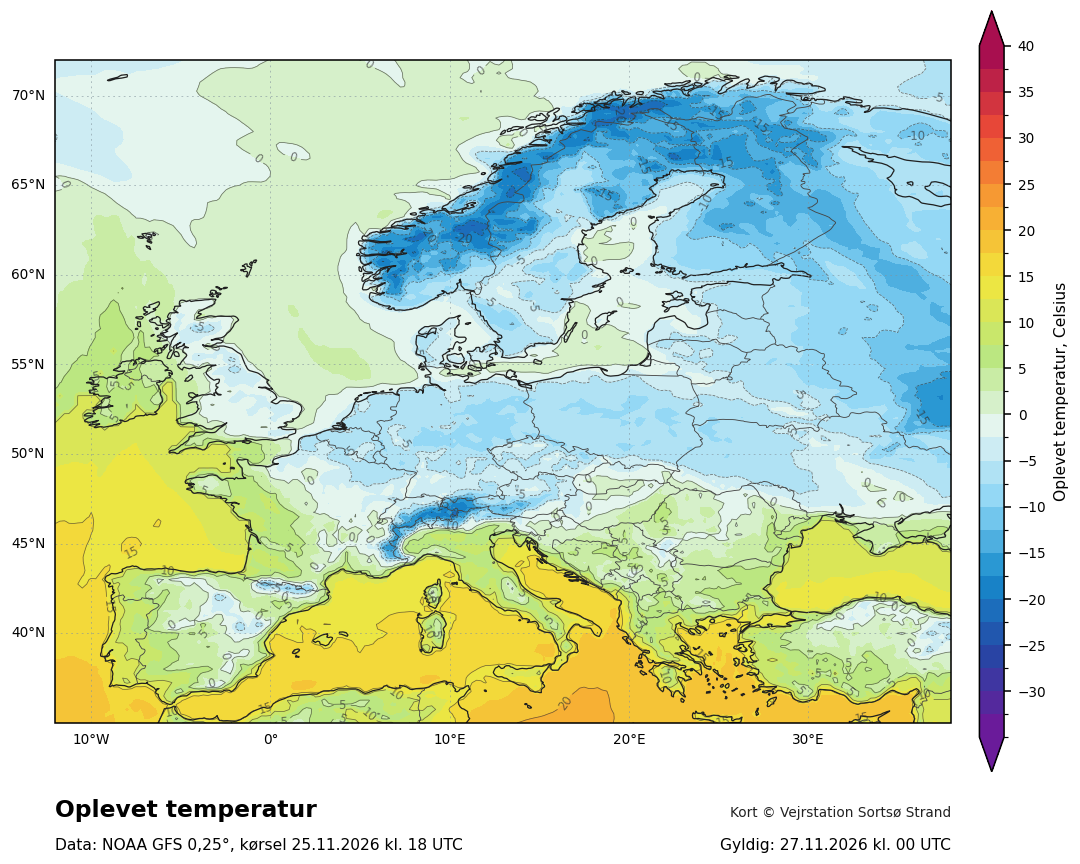 70°N
65°N
60°N
55°N
50°N
45°N
40°N
10°W
0°
10°E
20°E
30°E
40
35
30
25
20
15
10
5
0
−5
−10
−15
−20
−25
−30
Oplevet temperatur, Celsius
Oplevet temperatur
Kort © Vejrstation Sortsø Strand
Data: NOAA GFS 0,25°, kørsel 25.11.2026 kl. 18 UTC
Gyldig: 27.11.2026 kl. 00 UTC